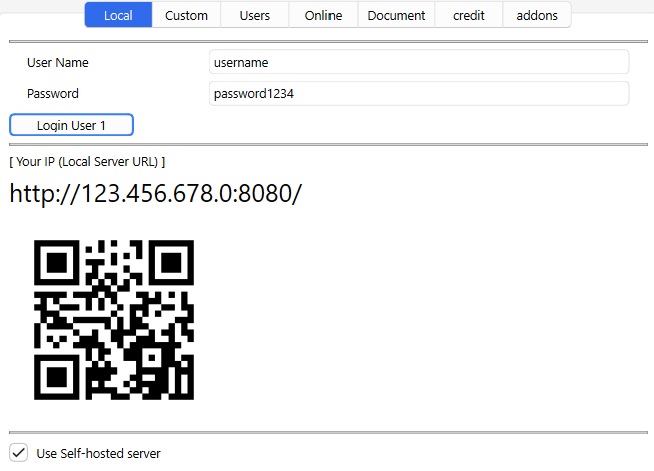 Local Custom Users Online Document credit addons
User Name username
Password password1234
Login User 1
[ Your IP (Local Server URL) ]
http://123.456.678.0:8080/
Use Self-hosted server